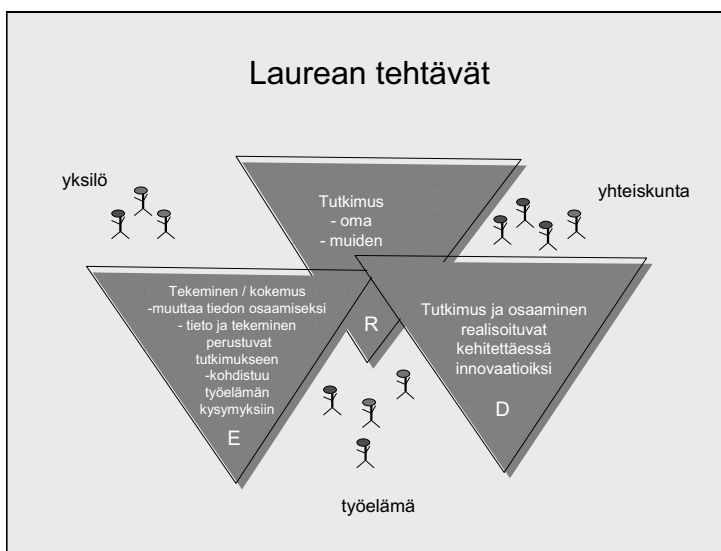 Laurean tehtävät
yksilö
yhteiskunta
Tutkimus
- oma
- muiden
Tekeminen / kokemus
-muuttaa tiedon osaamiseksi
- tieto ja tekeminen
perustuvat
tutkimukseen
-kohdistuu
työelämän
kysymyksiin
E
R
Tutkimus ja osaaminen
realisoituvat
kehitettäessä
innovaatioiksi
D
työelämä